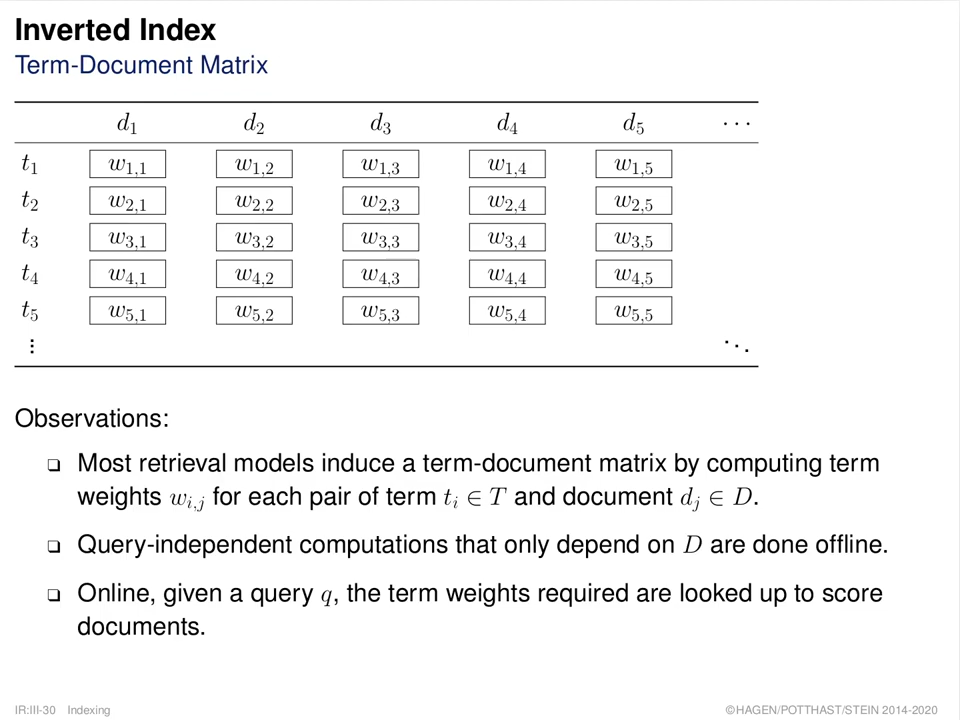 Inverted Index
Term-Document Matrix
d1 d2 d3 d4 d5 ···
t1 w1,1 w1,2 w1,3 w1,4 w1,5
t2 w2,1 w2,2 w2,3 w2,4 w2,5
t3 w3,1 w3,2 w3,3 w3,4 w3,5
t4 w4,1 w4,2 w4,3 w4,4 w4,5
t5 w5,1 w5,2 w5,3 w5,4 w5,5
⋮ ⋱
Observations:
❏ Most retrieval models induce a term-document matrix by computing term
weights wi,j for each pair of term ti ∈ T and document dj ∈ D.
❏ Query-independent computations that only depend on D are done offline.
❏ Online, given a query q, the term weights required are looked up to score
documents.
IR:III-30 Indexing ©HAGEN/POTTHAST/STEIN 2014-2020